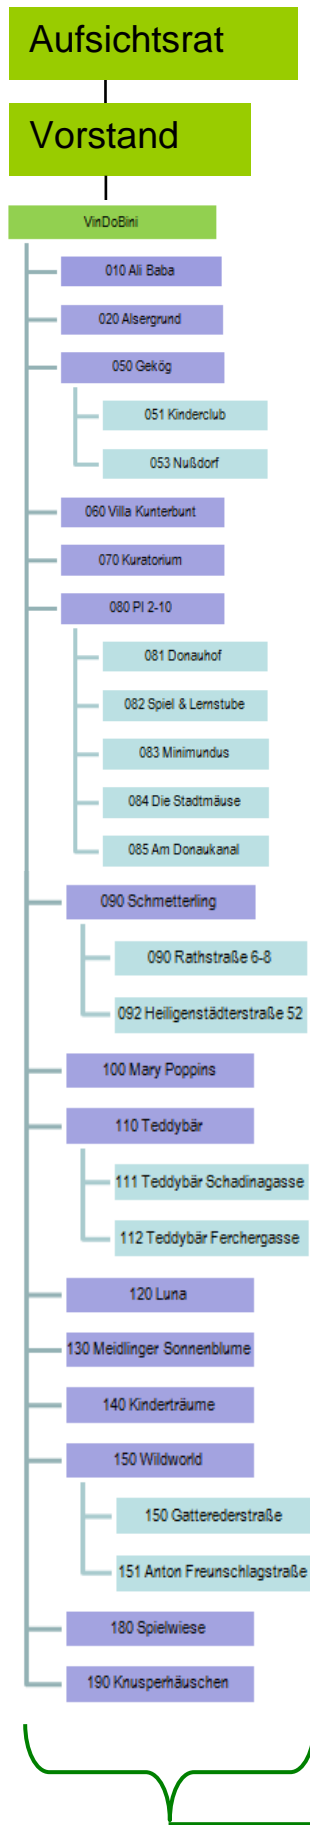 Aufsichtsrat
Vorstand
VinDoBini
010 Ali Baba
020 Alsergrund
050 Gekög
051 Kinderclub
053 Nußdorf
060 Villa Kunterbunt
070 Kuratorium
080 PI 2-10
081 Donauhof
082 Spiel & Lernstube
083 Minimundus
084 Die Stadtmäuse
085 Am Donaukanal
090 Schmetterling
090 Rathstraße 6-8
092 Heiligenstädterstraße 52
100 Mary Poppins
110 Teddybär
111 Teddybär Schadinagasse
112 Teddybär Ferchergasse
120 Luna
130 Meidlinger Sonnenblume
140 Kinderträume
150 Wildworld
150 Gatterederstraße
151 Anton Freunschlagstraße
180 Spielwiese
190 Knusperhäuschen